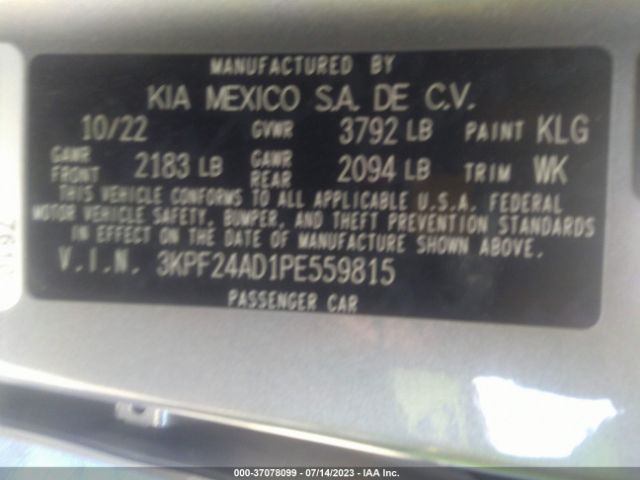 MANUFACTURED BY
KIA MEXICO S.A. DE C.V.
10/22 GVWR 3792 LB PAINT KLG
GAWR FRONT 2183 LB GAWR REAR 2094 LB TRIM WK
THIS VEHICLE CONFORMS TO ALL APPLICABLE U.S.A. FEDERAL
MOTOR VEHICLE SAFETY, BUMPER, AND THEFT PREVENTION STANDARDS
IN EFFECT ON THE DATE OF MANUFACTURE SHOWN ABOVE.
V.I.N. 3KPF24AD1PE559815
PASSENGER CAR
000-37078099 — 07/14/2023 — IAA Inc.